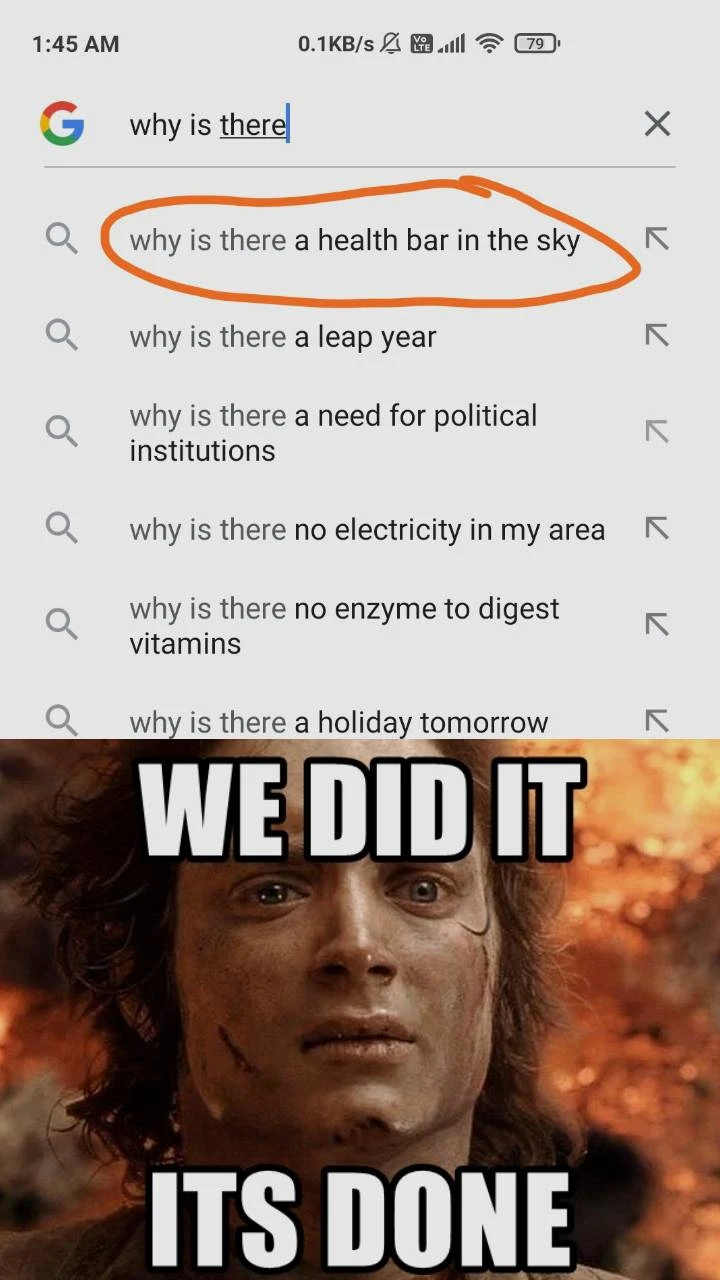 1:45 AM 0.1KB/s Vo LTE 79
G why is there
why is there a health bar in the sky
why is there a leap year
why is there a need for political
institutions
why is there no electricity in my area
why is there no enzyme to digest
vitamins
why is there a holiday tomorrow
WE DID IT
ITS DONE